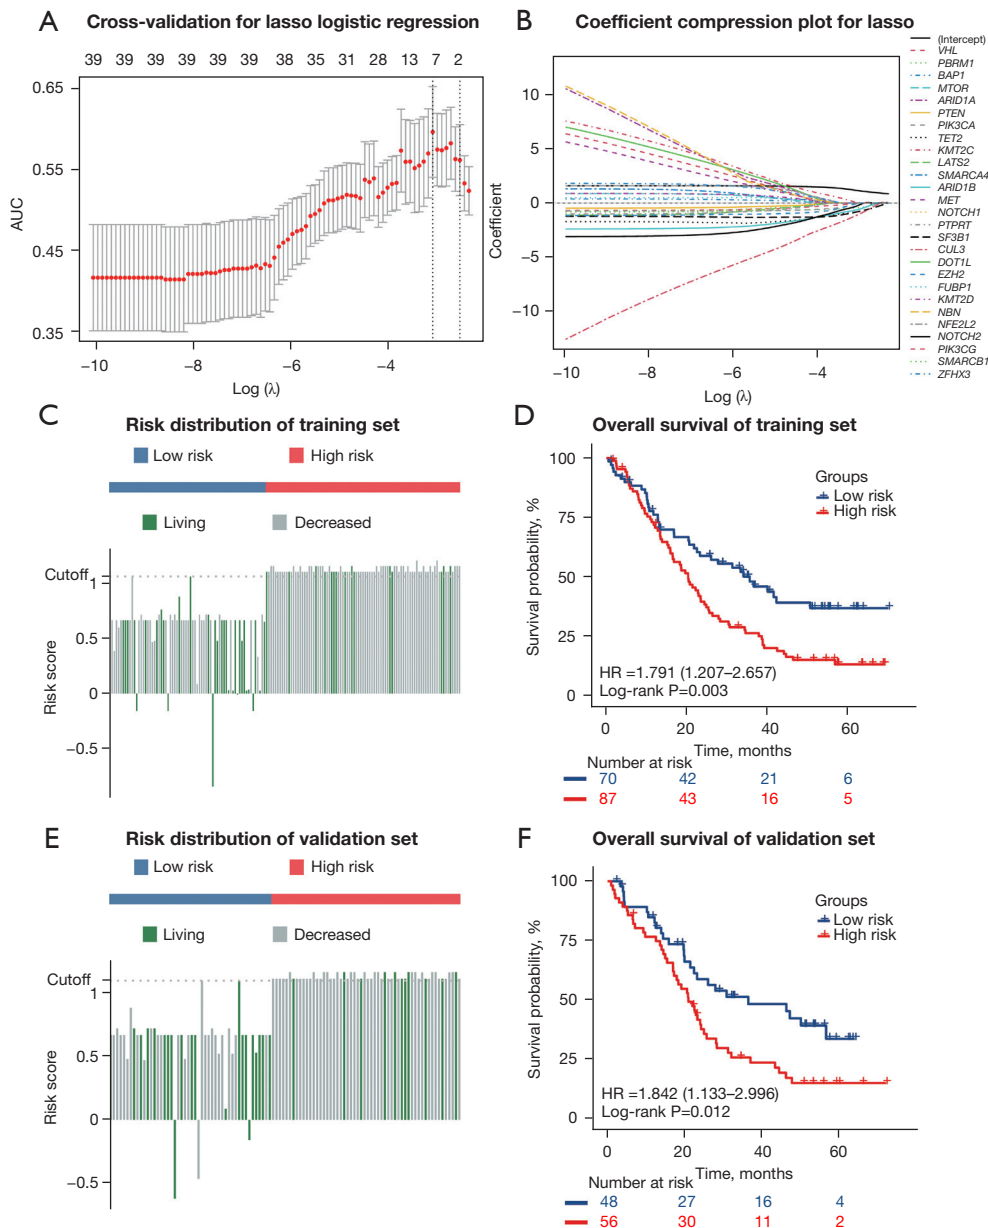 A
Cross-validation for lasso logistic regression
39 39 39 39 39 39 38 35 31 28 13 7 2
0.65
0.55
0.45
0.35
AUC
−10 −8 −6 −4 −2
Log (λ)
B
Coefficient compression plot for lasso
10
5
0
−5
−10
Coefficient
−10 −8 −6 −4
Log (λ)
(Intercept)
VHL
PBRM1
BAP1
MTOR
ARID1A
PTEN
PIK3CA
TET2
KMT2C
LATS2
SMARCA4
ARID1B
MET
NOTCH1
PTPRT
SF3B1
CUL3
DOT1L
EZH2
FUBP1
KMT2D
NBN
NFE2L2
NOTCH2
PIK3CG
SMARCB1
ZFHX3
C
Risk distribution of training set
Low risk High risk
Living Decreased
Cutoff
1
0.5
0
−0.5
Risk score
D
Overall survival of training set
100
75
50
25
0
Survival probability, %
Groups
Low risk
High risk
HR =1.791 (1.207–2.657)
Log-rank P=0.003
0 20 40 60
Time, months
Number at risk
70 42 21 6
87 43 16 5
E
Risk distribution of validation set
Low risk High risk
Living Decreased
Cutoff
1
0.5
0
−0.5
Risk score
F
Overall survival of validation set
100
75
50
25
0
Survival probability, %
Groups
Low risk
High risk
HR =1.842 (1.133–2.996)
Log-rank P=0.012
0 20 40 60
Time, months
Number at risk
48 27 16 4
56 30 11 2